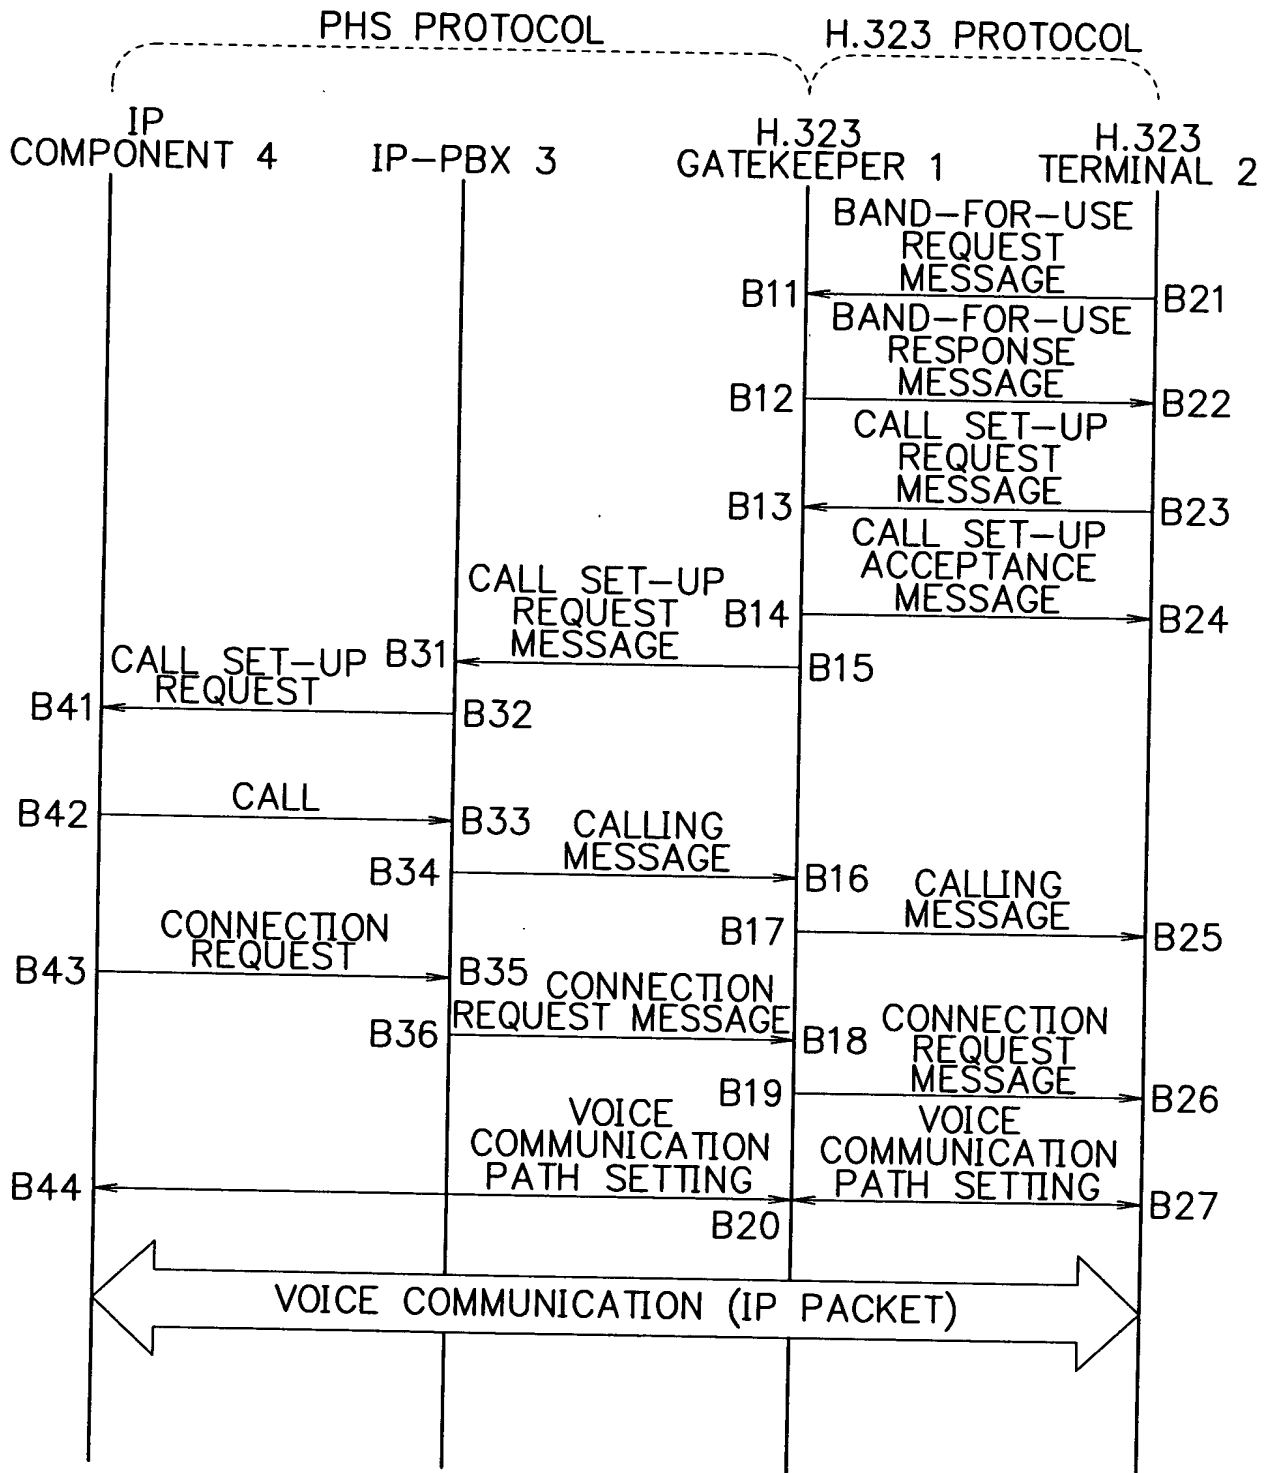 PHS PROTOCOL
H.323 PROTOCOL
IP
COMPONENT 4
IP-PBX 3
H.323
GATEKEEPER 1
H.323
TERMINAL 2
BAND-FOR-USE
REQUEST
MESSAGE
B11
B21
BAND-FOR-USE
RESPONSE
MESSAGE
B12
B22
CALL SET-UP
REQUEST
MESSAGE
B13
B23
CALL SET-UP
ACCEPTANCE
MESSAGE
B14
B24
CALL SET-UP
REQUEST
MESSAGE
B31
B15
CALL SET-UP
REQUEST
B41
B32
CALL
B42
B33
CALLING
MESSAGE
B34
B16
CALLING
MESSAGE
B17
B25
CONNECTION
REQUEST
B43
B35
CONNECTION
REQUEST MESSAGE
B36
B18
CONNECTION
REQUEST
MESSAGE
B19
B26
VOICE
COMMUNICATION
PATH SETTING
VOICE
COMMUNICATION
PATH SETTING
B44
B20
B27
VOICE COMMUNICATION (IP PACKET)